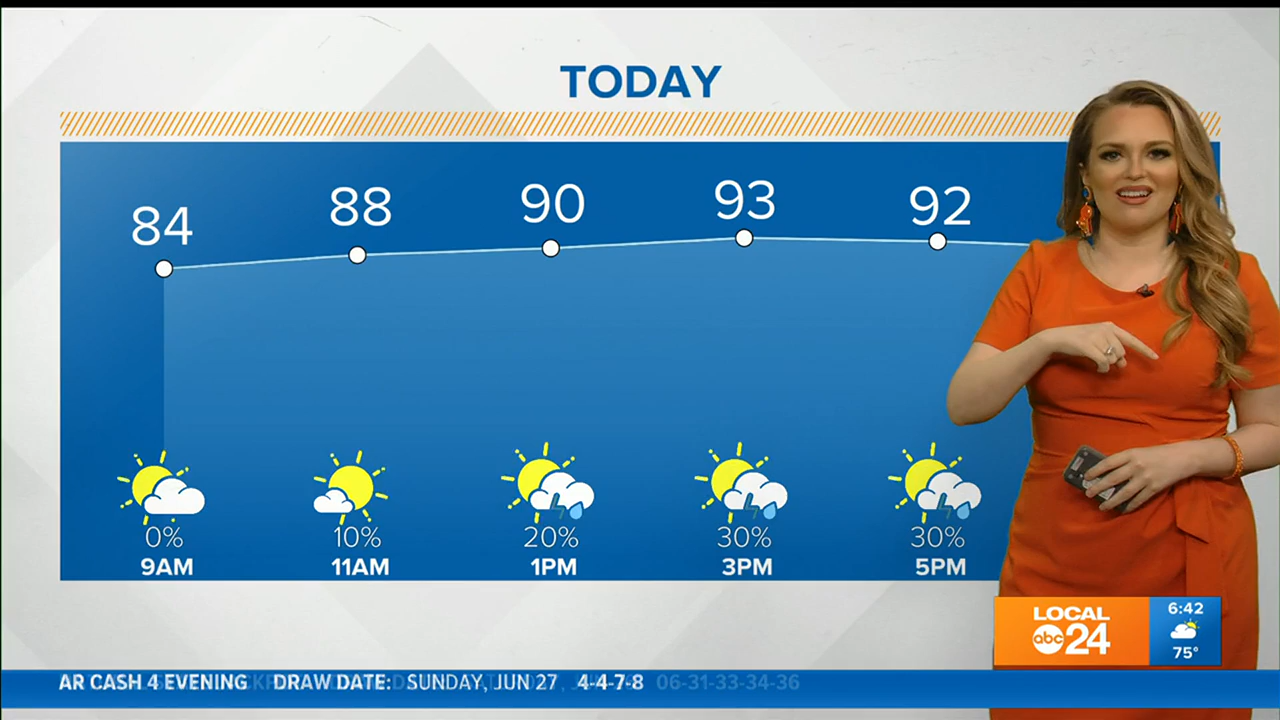 TODAY
84 88 90 93 92
0% 10% 20% 30% 30%
9AM 11AM 1PM 3PM 5PM
LOCAL
abc 24
6:42
75°
AR CASH 4 EVENING DRAW DATE: SUNDAY, JUN 27 4-4-7-8 06-31-33-34-36